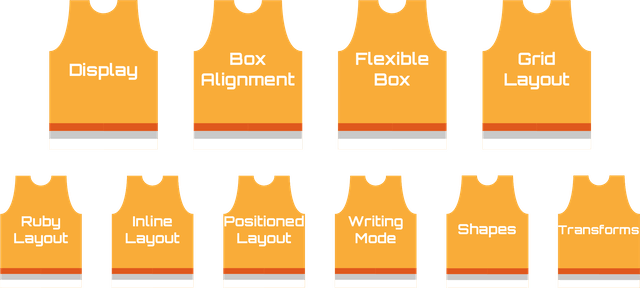 Display
Box
Alignment
Flexible
Box
Grid
Layout
Ruby
Layout
Inline
Layout
Positioned
Layout
Writing
Mode
Shapes
Transforms